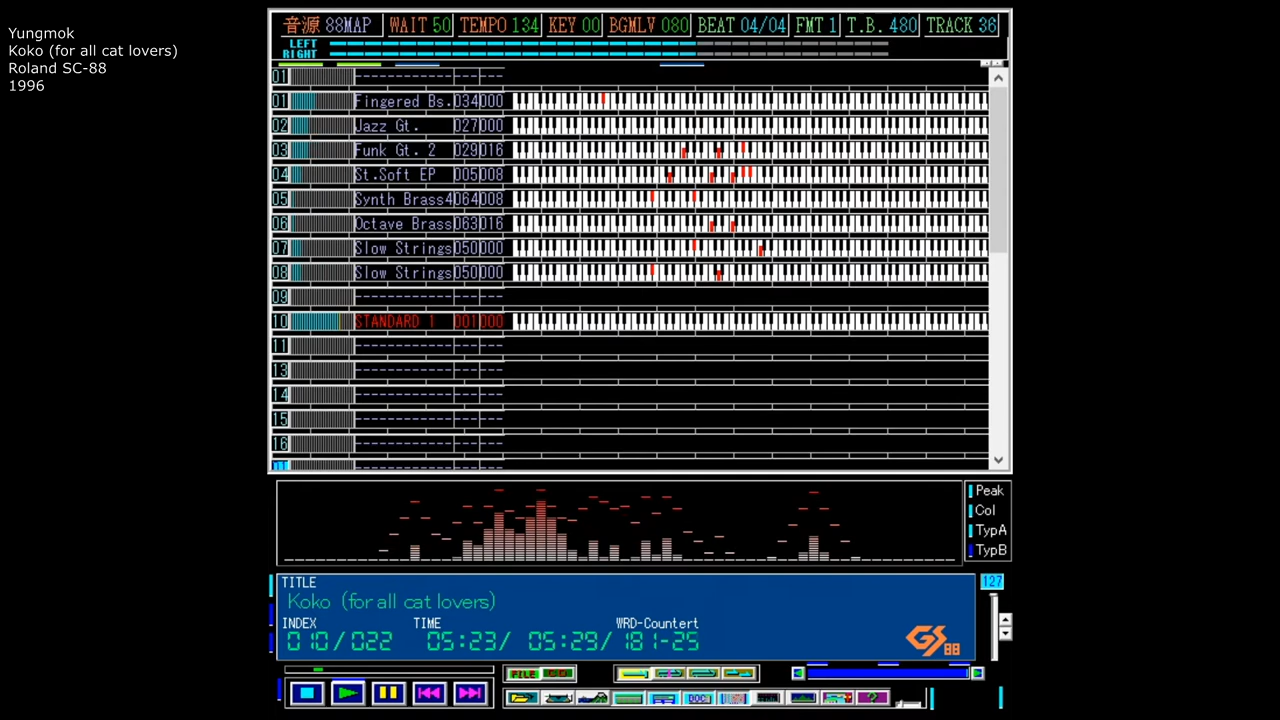 Yungmok
Koko (for all cat lovers)
Roland SC-88
1996
音源 88MAP WAIT 50 TEMPO 134 KEY 00 BGMLV 080 BEAT 04/04 FMT 1 T.B. 480 TRACK 36
LEFT
RIGHT
01 ---------------- --- ---
01 Fingered Bs. 034 000
02 Jazz Gt. 027 000
03 Funk Gt. 2 029 016
04 St.Soft EP 005 008
05 Synth Brass4 064 008
06 Octave Brass 063 016
07 Slow Strings 050 000
08 Slow Strings 050 000
09 ---------------- --- ---
10 STANDARD 1 001 000
11 ---------------- --- ---
13 ---------------- --- ---
14 ---------------- --- ---
15 ---------------- --- ---
16 ---------------- --- ---
Peak
Col
TypA
TypB
TITLE
Koko (for all cat lovers)
127
INDEX TIME WRD-Countert
010/022 05:23/ 05:29/ 181-25
GS 88
FILE CD
DOC ?